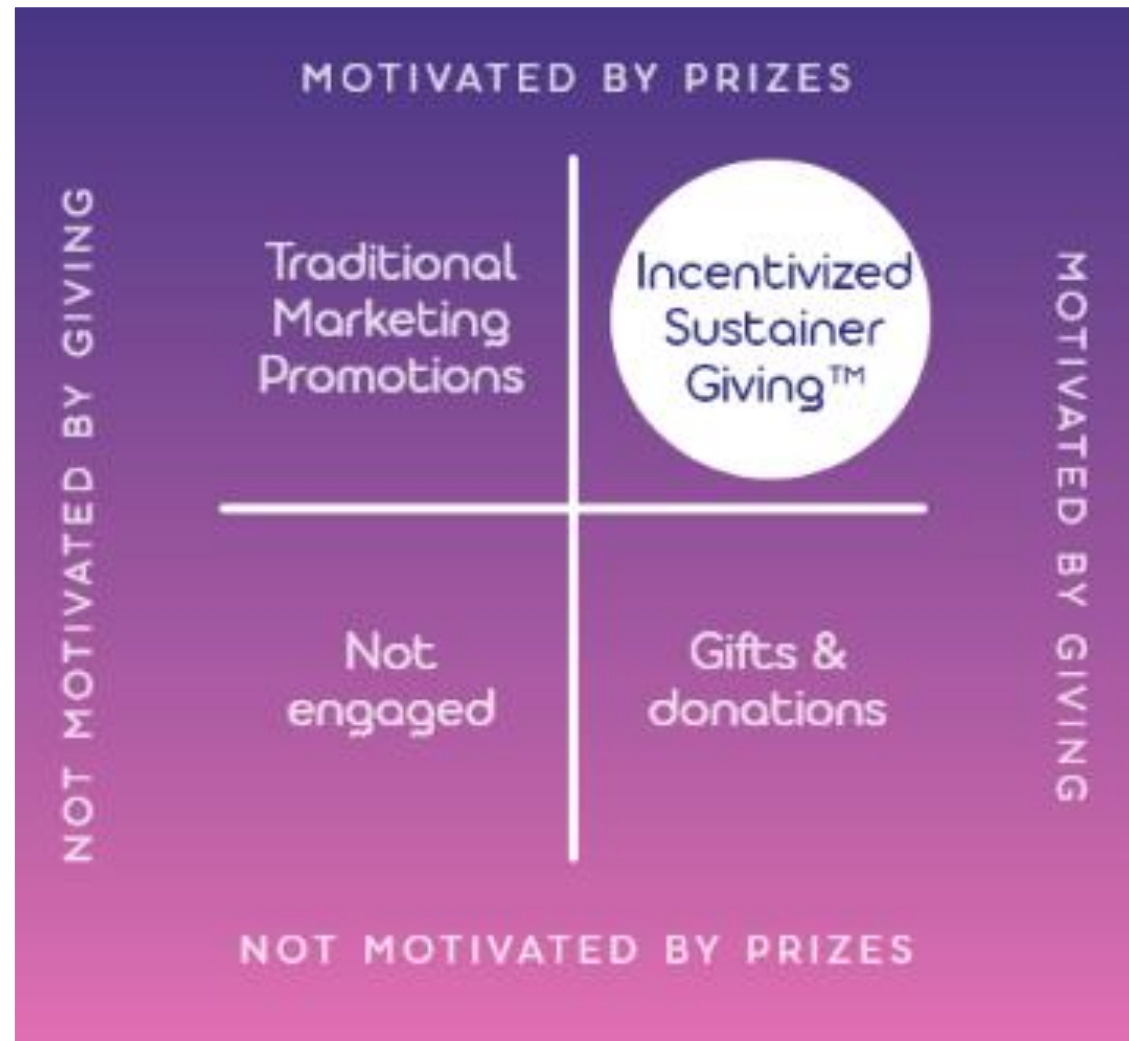 MOTIVATED BY PRIZES
NOT MOTIVATED BY GIVING
Traditional
Marketing
Promotions
Incentivized
Sustainer
Giving™
MOTIVATED BY GIVING
Not
engaged
Gifts &
donations
NOT MOTIVATED BY PRIZES